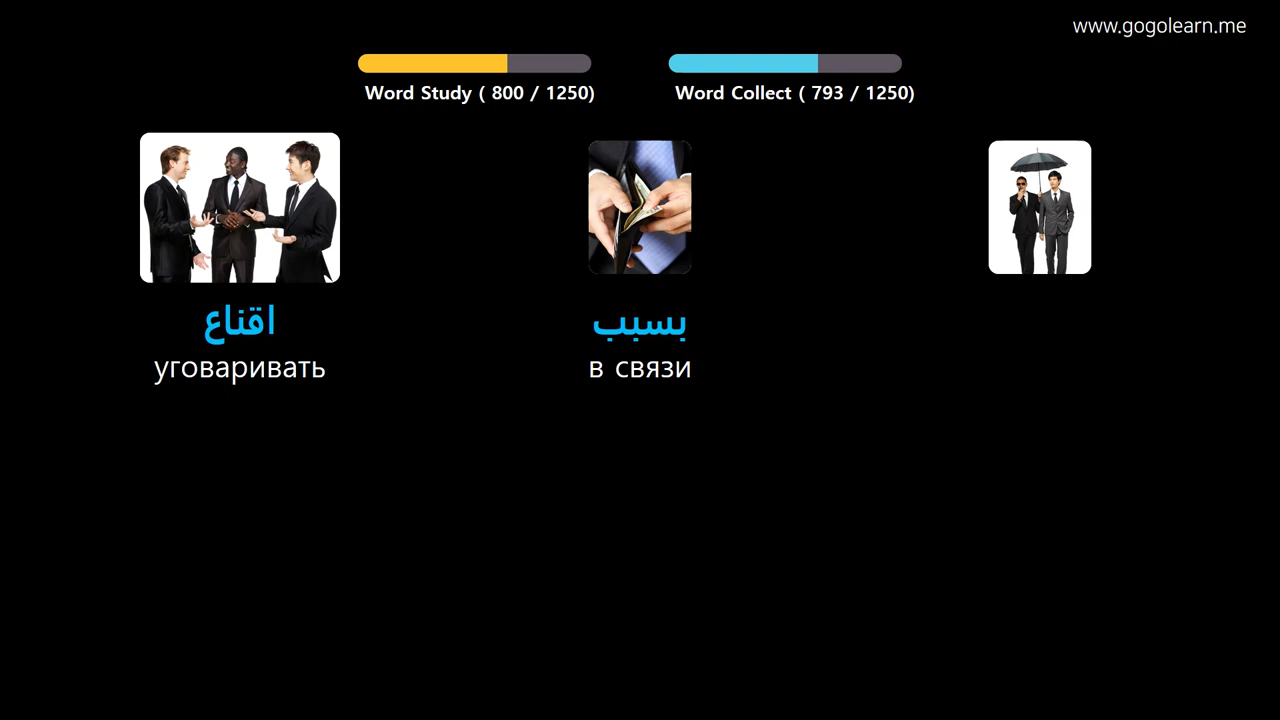 www.gogolearn.me
Word Study ( 800 / 1250)
Word Collect ( 793 / 1250)
اقناع
уговаривать
بسبب
в связи